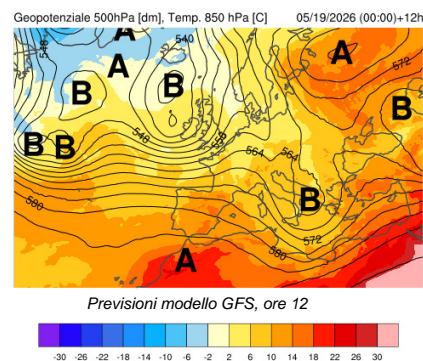 Geopotenziale 500hPa [dm], Temp. 850 hPa [C] 05/19/2026 (00:00)+12h
A
548
540
A
A
572
B
B
B
B B
540
556
564
564
580
B
572
580
A
Previsioni modello GFS, ore 12
-30 -26 -22 -18 -14 -10 -6 -2 2 6 10 14 18 22 26 30